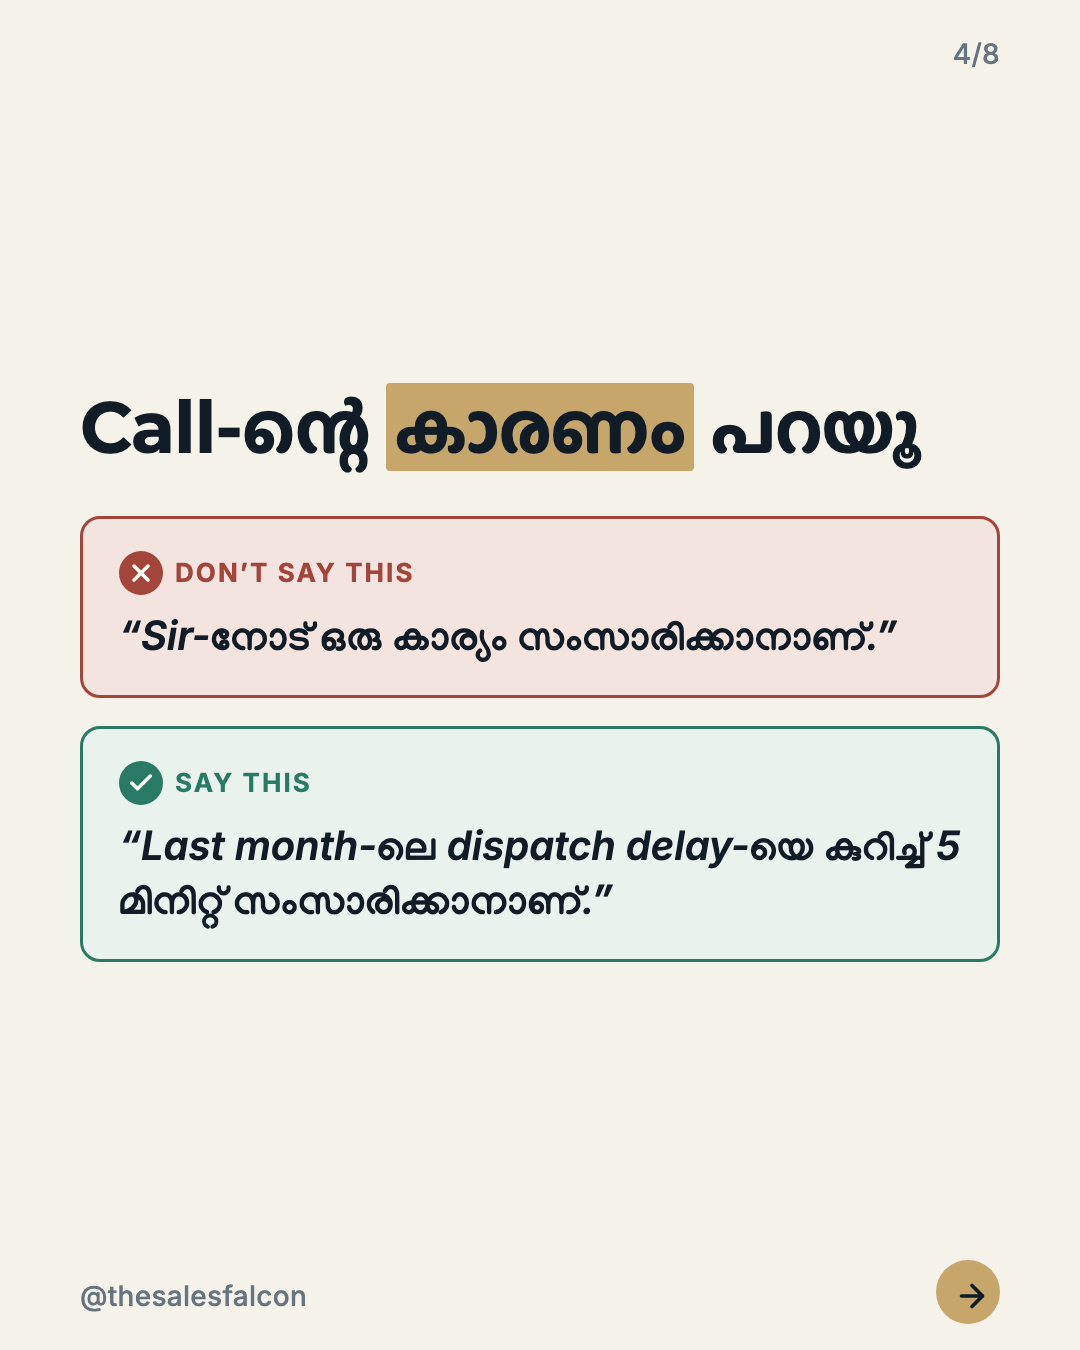 4/8
Call-ന്റെ കാരണം പറയൂ
DON’T SAY THIS
“Sir-നോട് ഒരു കാര്യം സംസാരിക്കാനാണ്.”
SAY THIS
“Last month-ലെ dispatch delay-യെ കുറിച്ച് 5
മിനിറ്റ് സംസാരിക്കാനാണ്.”
@thesalesfalcon